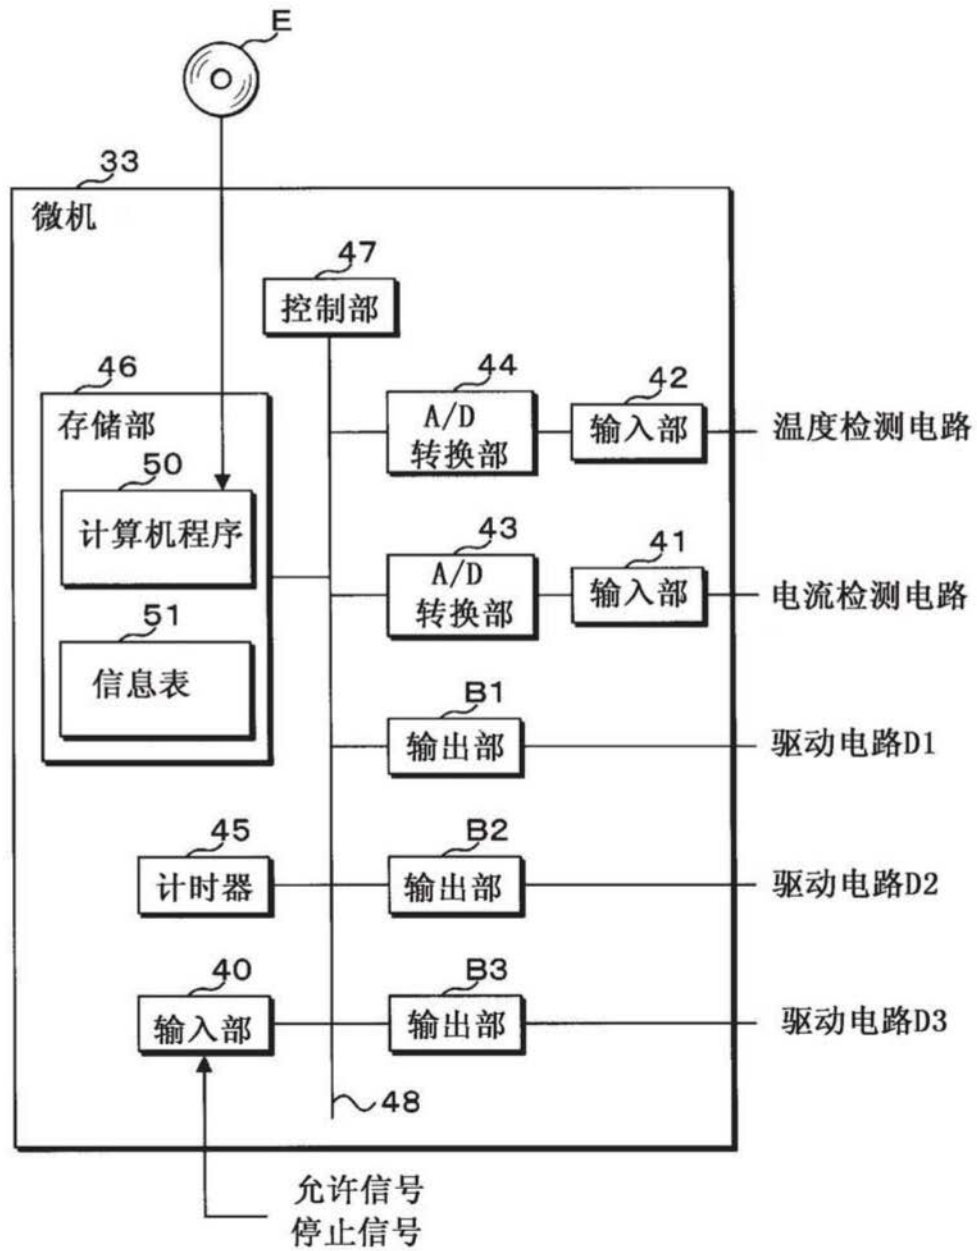 E
33
微机
47
控制部
46
存储部
44
A/D
转换部
42
输入部
温度检测电路
50
计算机程序
43
A/D
转换部
41
输入部
电流检测电路
51
信息表
B1
输出部
驱动电路D1
45
计时器
B2
输出部
驱动电路D2
40
输入部
B3
输出部
驱动电路D3
48
允许信号
停止信号